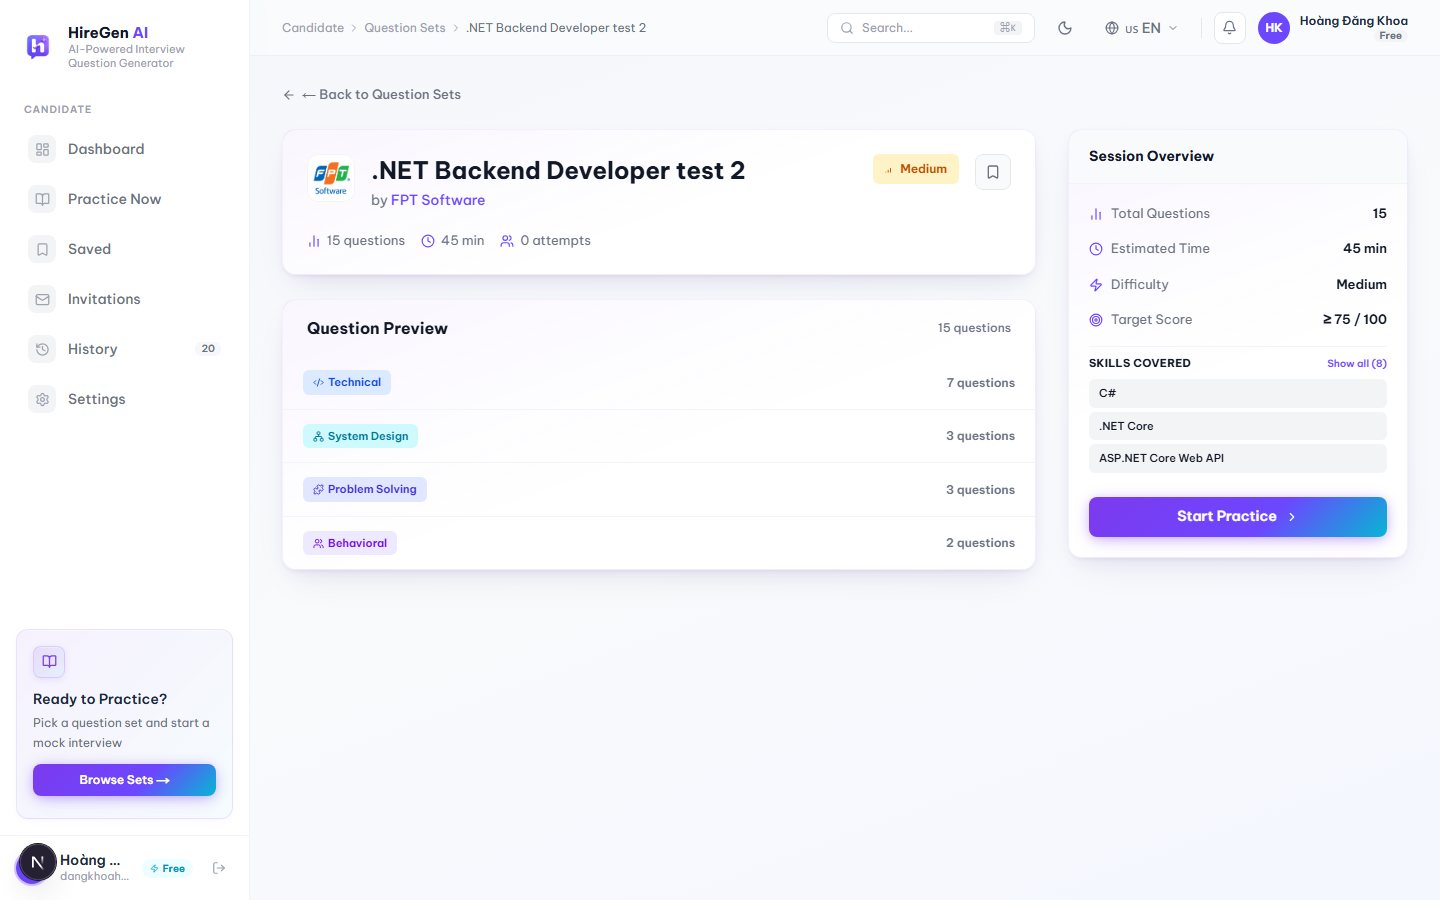 HireGen AI
AI-Powered Interview
Question Generator
CANDIDATE
Dashboard
Practice Now
Saved
Invitations
History 20
Settings
Ready to Practice?
Pick a question set and start a
mock interview
Browse Sets →
N
Hoàng ...
dangkhoah...
Free
Candidate > Question Sets > .NET Backend Developer test 2
Search... ⌘K
US EN
HK
Hoàng Đăng Khoa
Free
← Back to Question Sets
FPT
Software
.NET Backend Developer test 2
by FPT Software
Medium
15 questions 45 min 0 attempts
Question Preview 15 questions
Technical 7 questions
System Design 3 questions
Problem Solving 3 questions
Behavioral 2 questions
Session Overview
Total Questions 15
Estimated Time 45 min
Difficulty Medium
Target Score ≥ 75 / 100
SKILLS COVERED Show all (8)
C#
.NET Core
ASP.NET Core Web API
Start Practice